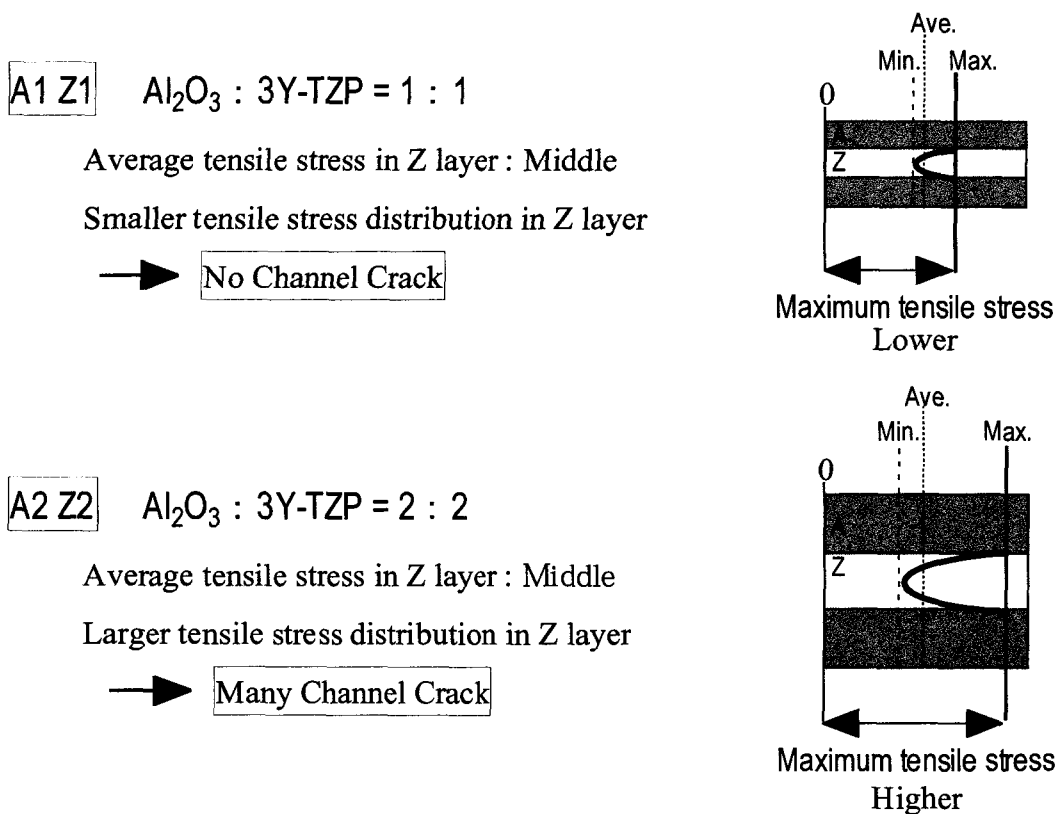 A1 Z1 Al₂O₃ : 3Y-TZP = 1 : 1
Average tensile stress in Z layer : Middle
Smaller tensile stress distribution in Z layer
No Channel Crack
Ave.
Min. Max.
0
A
Z
Maximum tensile stress
Lower
A2 Z2 Al₂O₃ : 3Y-TZP = 2 : 2
Average tensile stress in Z layer : Middle
Larger tensile stress distribution in Z layer
Many Channel Crack
Ave.
Min. Max.
0
A
Z
Maximum tensile stress
Higher